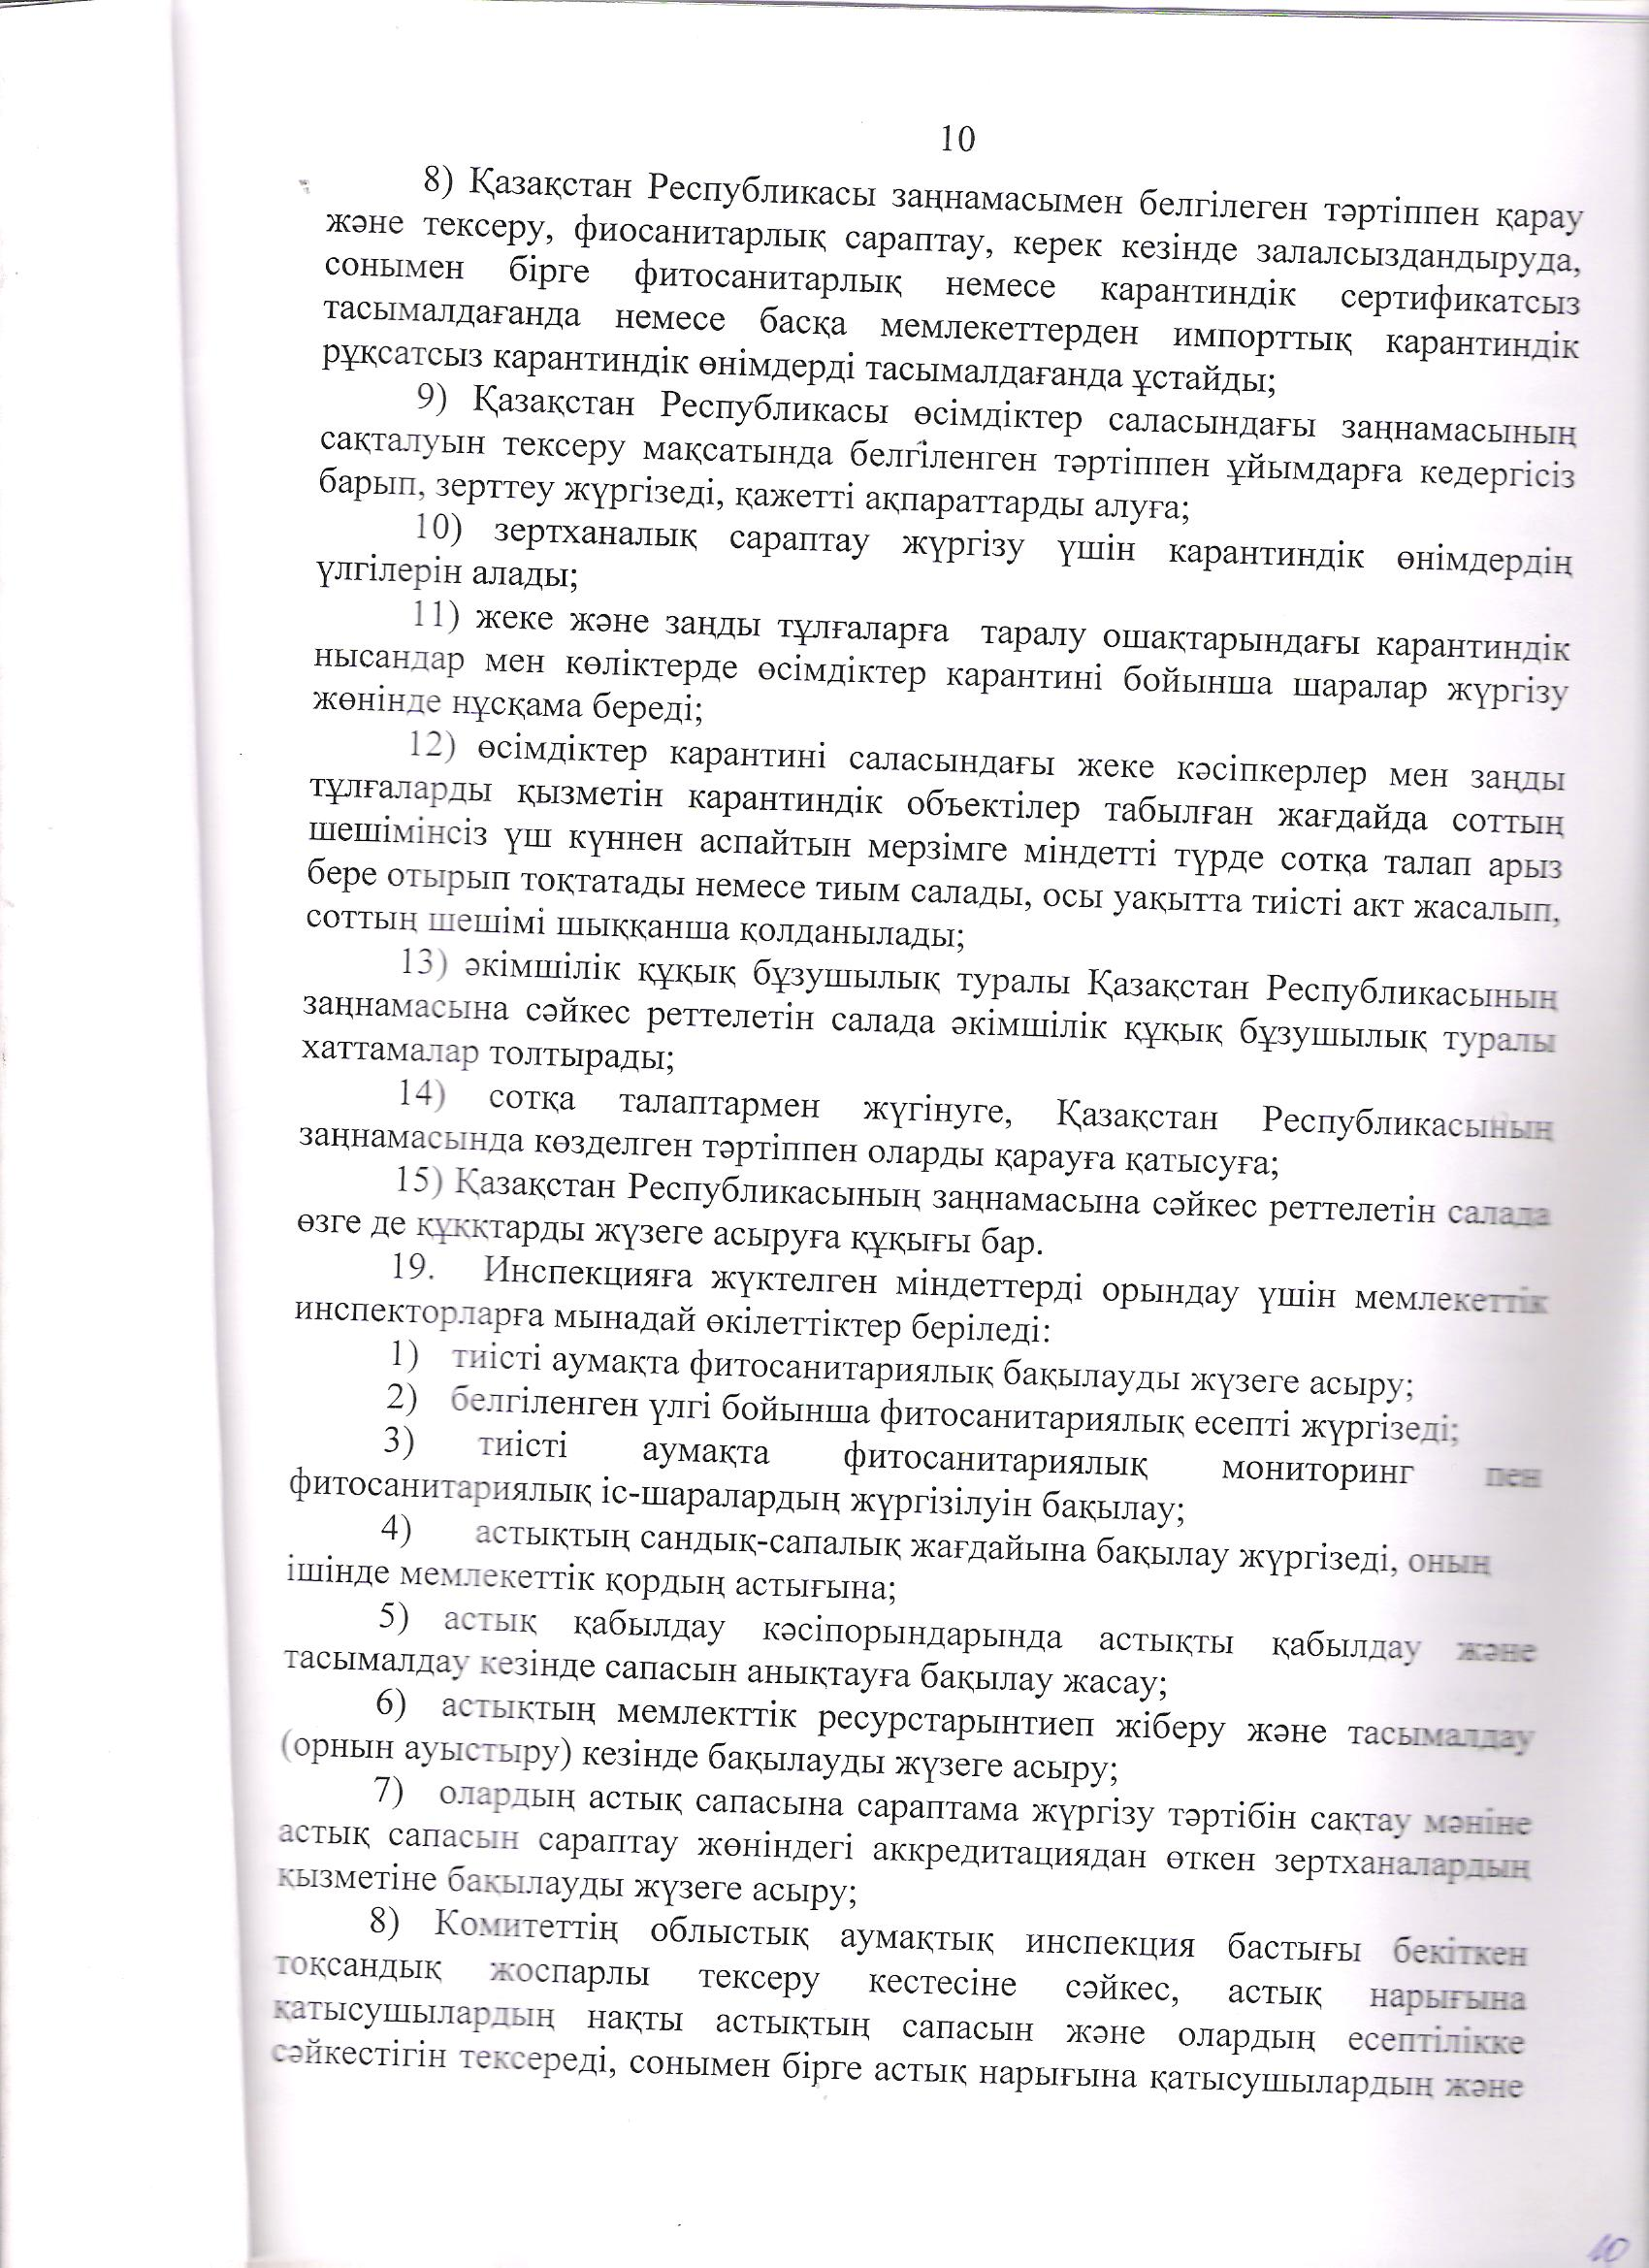 10
8) Қазақстан Республикасы заңнамасымен белгілеген тәртіппен қарау
және тексеру, фиосанитарлық сараптау, керек кезінде залалсыздандыруда,
сонымен бірге фитосанитарлық немесе карантиндік сертификатсыз
тасымалдағанда немесе басқа мемлекеттерден импорттық карантиндік
рұқсатсыз карантиндік өнімдерді тасымалдағанда ұстайды;
9) Қазақстан Республикасы өсімдіктер саласындағы заңнамасының
сақталуын тексеру мақсатында белгіленген тәртіппен ұйымдарға кедергісіз
барып, зерттеу жүргізеді, қажетті ақпараттарды алуға;
10) зертханалық сараптау жүргізу үшін карантиндік өнімдердің
үлгілерін алады;
11) жеке және заңды тұлғаларға таралу ошақтарындағы карантиндік
нысандар мен көліктерде өсімдіктер карантині бойынша шаралар жүргізу
жөнінде нұсқама береді;
12) өсімдіктер карантині саласындағы жеке кәсіпкерлер мен заңды
тұлғаларды қызметін карантиндік объектілер табылған жағдайда соттың
шешімінсіз үш күннен аспайтын мерзімге міндетті түрде сотқа талап арыз
бере отырып тоқтатады немесе тиым салады, осы уақытта тиісті акт жасалып,
соттың шешімі шыққанша қолданылады;
13) әкімшілік құқық бұзушылық туралы Қазақстан Республикасының
заңнамасына сәйкес реттелетін салада әкімшілік құқық бұзушылық туралы
хаттамалар толтырады;
14) сотқа талаптармен жүгінуге, Қазақстан Республикасының
заңнамасында көзделген тәртіппен оларды қарауға қатысуға;
15) Қазақстан Республикасының заңнамасына сәйкес реттелетін салада
өзге де құққтарды жүзеге асыруға құқығы бар.
19. Инспекцияға жүктелген міндеттерді орындау үшін мемлекеттік
инспекторларға мынадай өкілеттіктер беріледі:
1) тиісті аумақта фитосанитариялық бақылауды жүзеге асыру;
2) белгіленген үлгі бойынша фитосанитариялық есепті жүргізеді;
3) тиісті аумақта фитосанитариялық мониторинг пен
фитосанитариялық іс-шаралардың жүргізілуін бақылау;
4) астықтың сандық-сапалық жағдайына бақылау жүргізеді, оның
ішінде мемлекеттік қордың астығына;
5) астық қабылдау кәсіпорындарында астықты қабылдау және
тасымалдау кезінде сапасын анықтауға бақылау жасау;
6) астықтың мемлекттік ресурстарынтиеп жіберу және тасымалдау
(орнын ауыстыру) кезінде бақылауды жүзеге асыру;
7) олардың астық сапасына сараптама жүргізу тәртібін сақтау мәніне
астық сапасын сараптау жөніндегі аккредитациядан өткен зертханалардың
қызметіне бақылауды жүзеге асыру;
8) Комитеттің облыстық аумақтық инспекция бастығы бекіткен
тоқсандық жоспарлы тексеру кестесіне сәйкес, астық нарығына
қатысушылардың нақты астықтың сапасын және олардың есептілікке
сәйкестігін тексереді, сонымен бірге астық нарығына қатысушылардың және
10